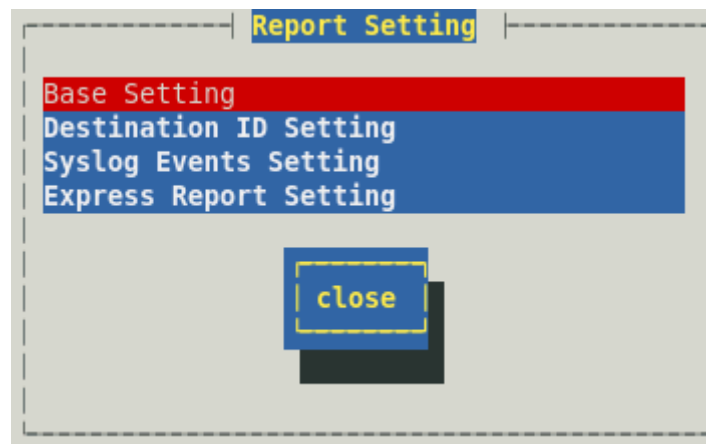 Report Setting
Base Setting
Destination ID Setting
Syslog Events Setting
Express Report Setting
close